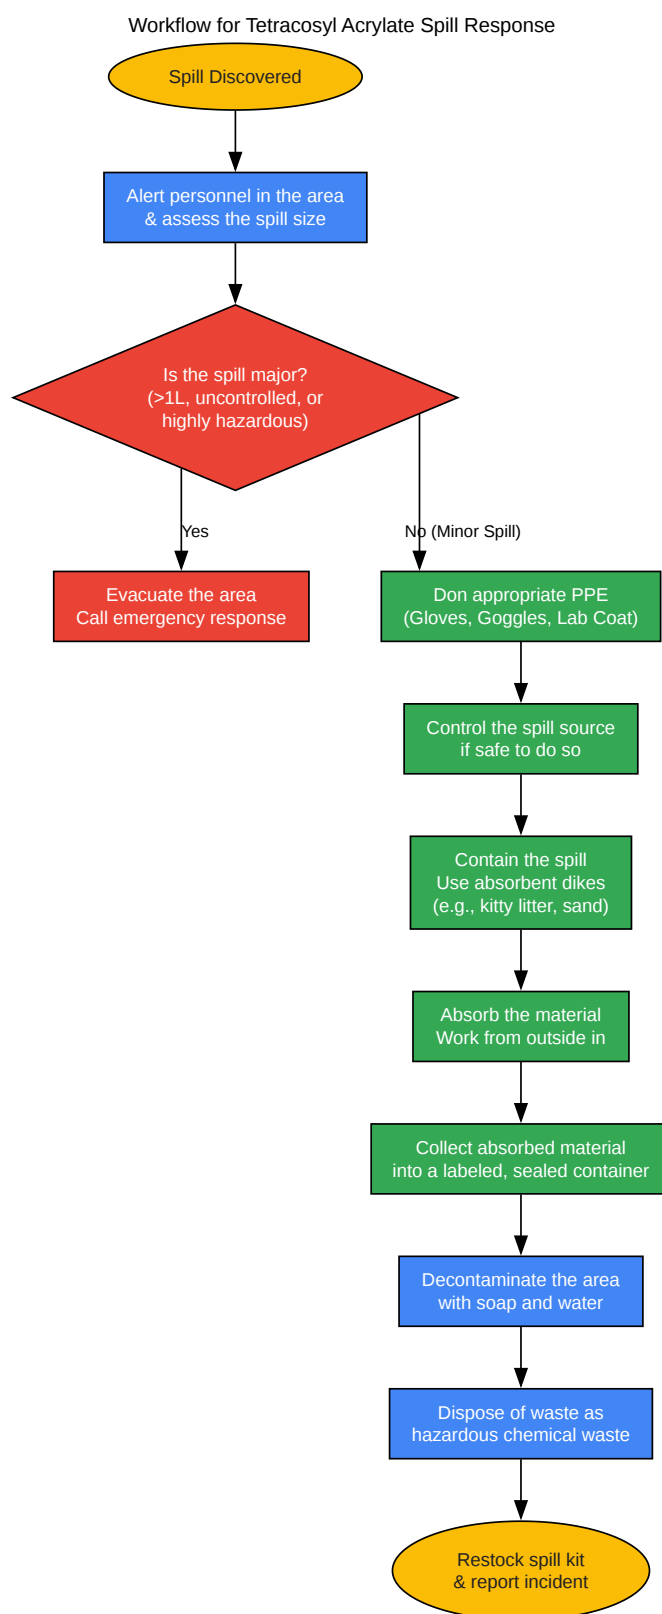 Workflow for Tetracosyl Acrylate Spill Response
Spill Discovered
Alert personnel in the area
& assess the spill size
Is the spill major?
(>1L, uncontrolled, or
highly hazardous)
Yes
No (Minor Spill)
Evacuate the area
Call emergency response
Don appropriate PPE
(Gloves, Goggles, Lab Coat)
Control the spill source
if safe to do so
Contain the spill
Use absorbent dikes
(e.g., kitty litter, sand)
Absorb the material
Work from outside in
Collect absorbed material
into a labeled, sealed container
Decontaminate the area
with soap and water
Dispose of waste as
hazardous chemical waste
Restock spill kit
& report incident